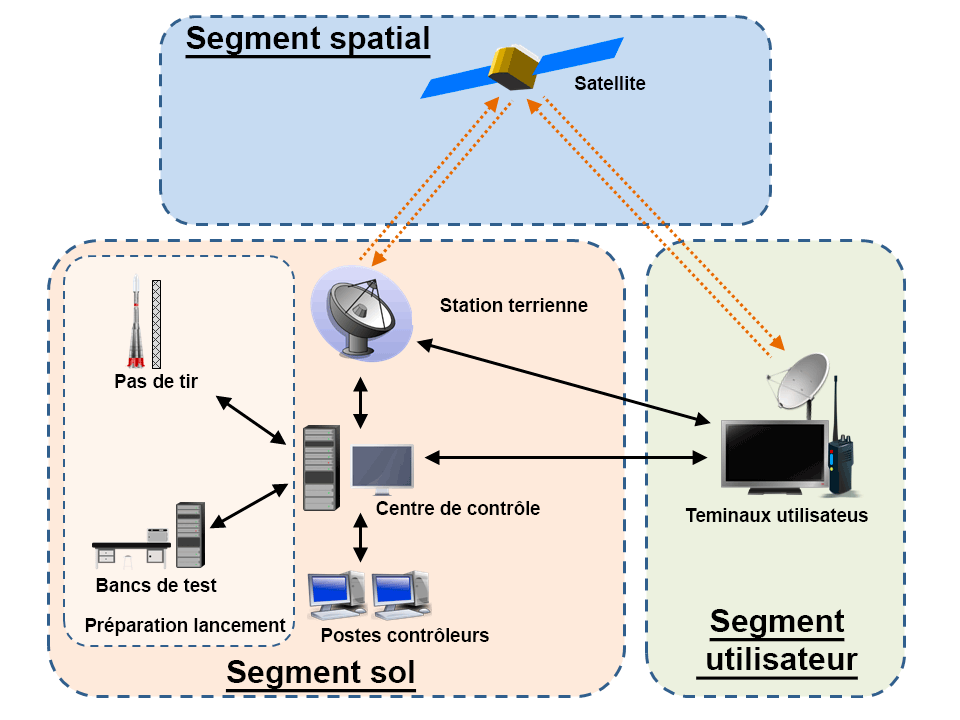 Segment spatial
Satellite
Station terrienne
Pas de tir
Centre de contrôle
Teminaux utilisateus
Bancs de test
Préparation lancement
Postes contrôleurs
Segment sol
Segment
utilisateur